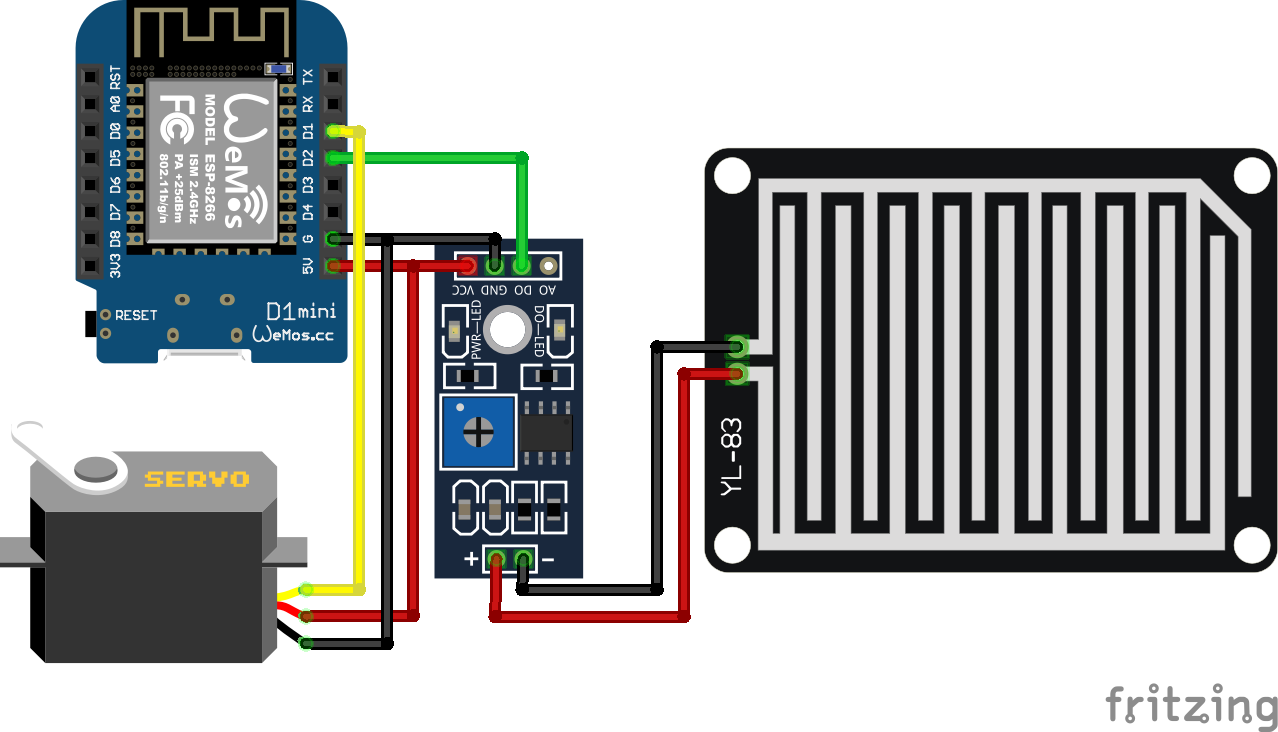 RST
A0
D0
D5
D6
D7
D8
3V3
TX
RX
D1
D2
D3
D4
G
5V
WeMos
MODEL ESP-8266
ISM 2.4GHz
PA +25dBm
802.11b/g/n
FC
RESET
D1mini
WeMos.cc
VCC GND DO AO
PWR—LED
DO—LED
+ −
YL-83
SERVO
fritzing